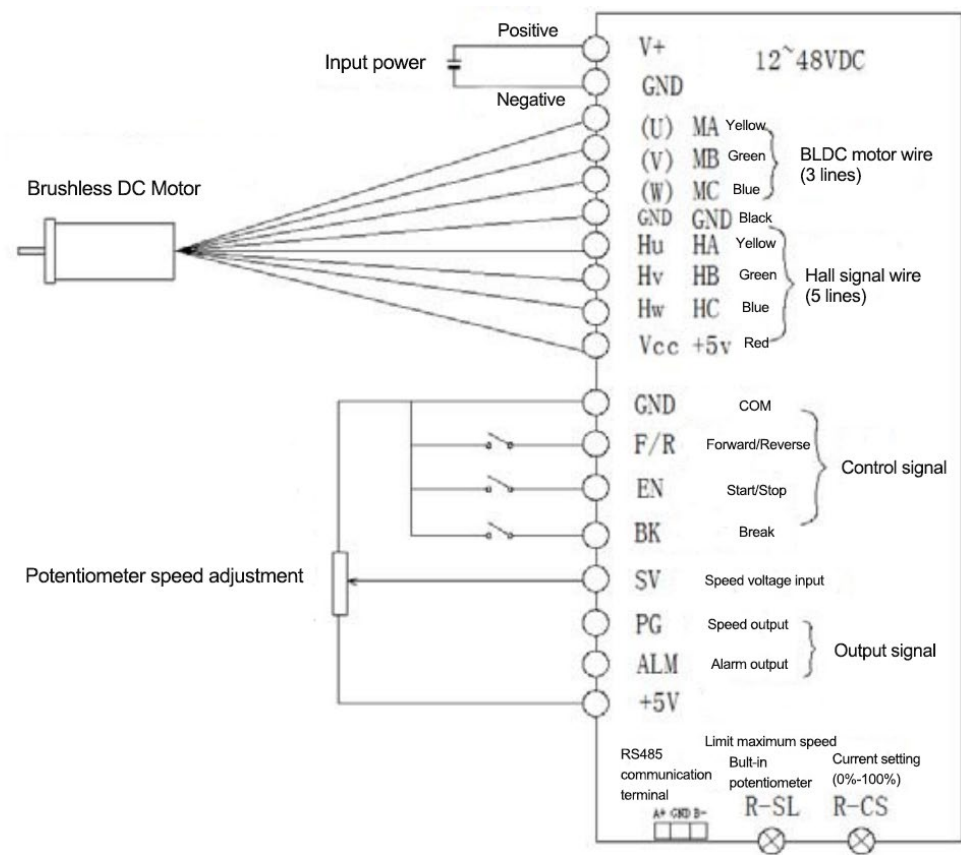 Positive
V+
12~48VDC
Input power
GND
Negative
(U) MA Yellow
(V) MB Green
BLDC motor wire
(3 lines)
(W) MC Blue
Brushless DC Motor
GND GND Black
Hu HA Yellow
Hv HB Green
Hall signal wire
(5 lines)
Hw HC Blue
Vcc +5v Red
GND COM
F/R Forward/Reverse
Control signal
EN Start/Stop
BK Break
Potentiometer speed adjustment
SV Speed voltage input
PG Speed output
Output signal
ALM Alarm output
+5V
RS485
communication
terminal
A+ GND B-
Limit maximum speed
Bult-in
potentiometer
R-SL
Current setting
(0%-100%)
R-CS